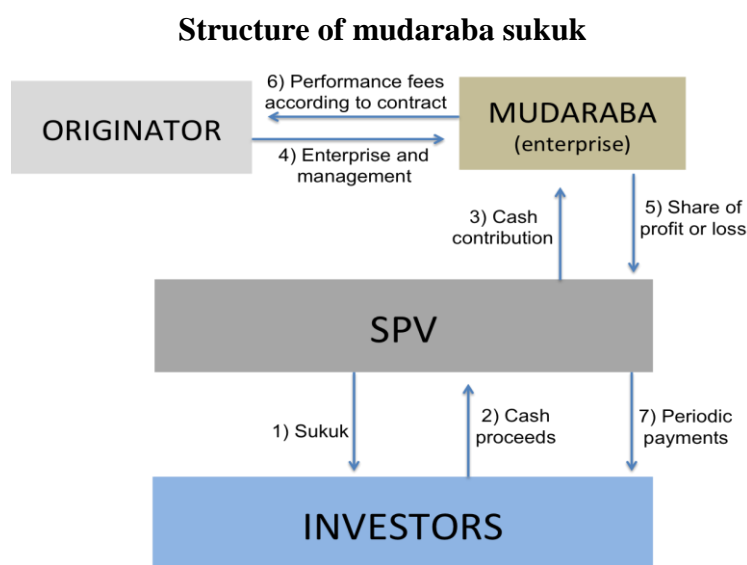 Structure of mudaraba sukuk
6) Performance fees
according to contract
ORIGINATOR
MUDARABA
(enterprise)
4) Enterprise and
management
3) Cash
contribution
5) Share of
profit or loss
SPV
1) Sukuk
2) Cash
proceeds
7) Periodic
payments
INVESTORS